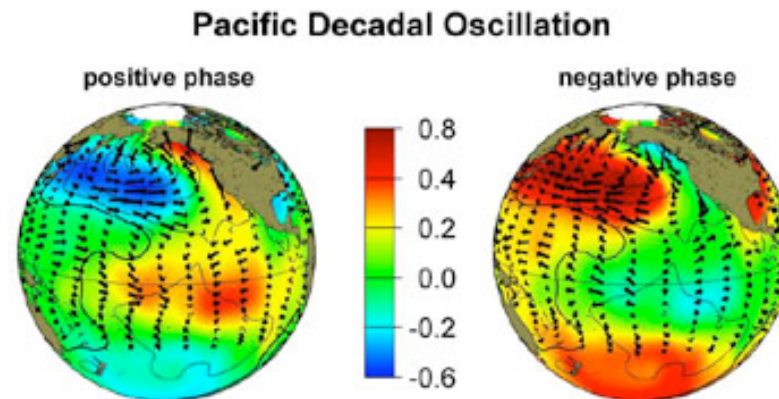 Pacific Decadal Oscillation
positive phase
negative phase
0.8
0.4
0.2
0.0
-0.2
-0.6